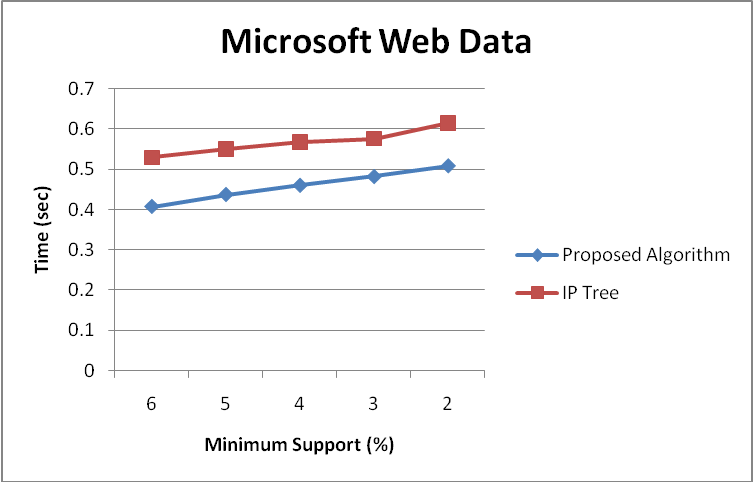 Microsoft Web Data
0.7
0.6
0.5
0.4
0.3
0.2
0.1
0
Time (sec)
6 5 4 3 2
Minimum Support (%)
Proposed Algorithm
IP Tree